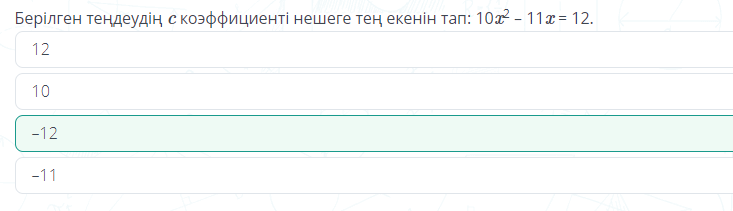 Берілген теңдеудің c коэффициенті нешеге тең екенін тап: 10x² – 11x = 12.
12
10
–12
–11